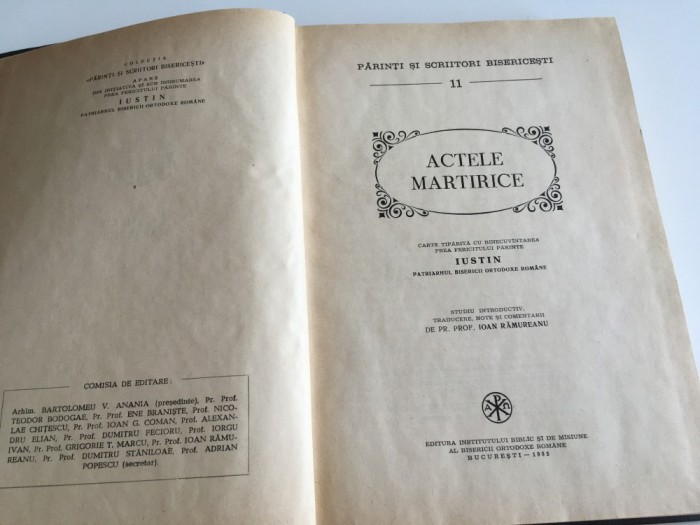 COLECȚIA
«PĂRINȚI ȘI SCRIITORI BISERICEȘTI»
APARE
DIN INIȚIATIVA ȘI SUB INDRUMAREA
PREA FERICITULUI PĂRINTE
IUSTIN
PATRIARHUL BISERICII ORTODOXE ROMÂNE
COMISIA DE EDITARE:
Arhim. BARTOLOMEU V. ANANIA (președinte), Pr. Prof.
TEODOR BODOGAE, Pr. Prof. ENE BRANIȘTE, Prof. NICO-
LAE CHIȚESCU, Pr. Prof. IOAN G. COMAN, Prof. ALEXAN-
DRU ELIAN, Pr. Prof. DUMITRU FECIORU, Prof. IORGU
IVAN, Pr. Prof. GRIGORIE T. MARCU, Pr. Prof. IOAN RĂMU-
REANU, Pr. Prof. DUMITRU STĂNILOAE, Prof. ADRIAN
POPESCU (secretar).
PĂRINȚI ȘI SCRIITORI BISERICEȘTI
11
ACTELE
MARTIRICE
CARTE TIPĂRITĂ CU BINECUVÎNTAREA
PREA FERICITULUI PĂRINTE
IUSTIN
PATRIARHUL BISERICII ORTODOXE ROMÂNE
STUDIU INTRODUCTIV,
TRADUCERE, NOTE ȘI COMENTARII
DE PR. PROF. IOAN RĂMUREANU
EDITURA INSTITUTULUI BIBLIC ȘI DE MISIUNE
AL BISERICII ORTODOXE ROMÂNE
BUCUREȘTI—1982